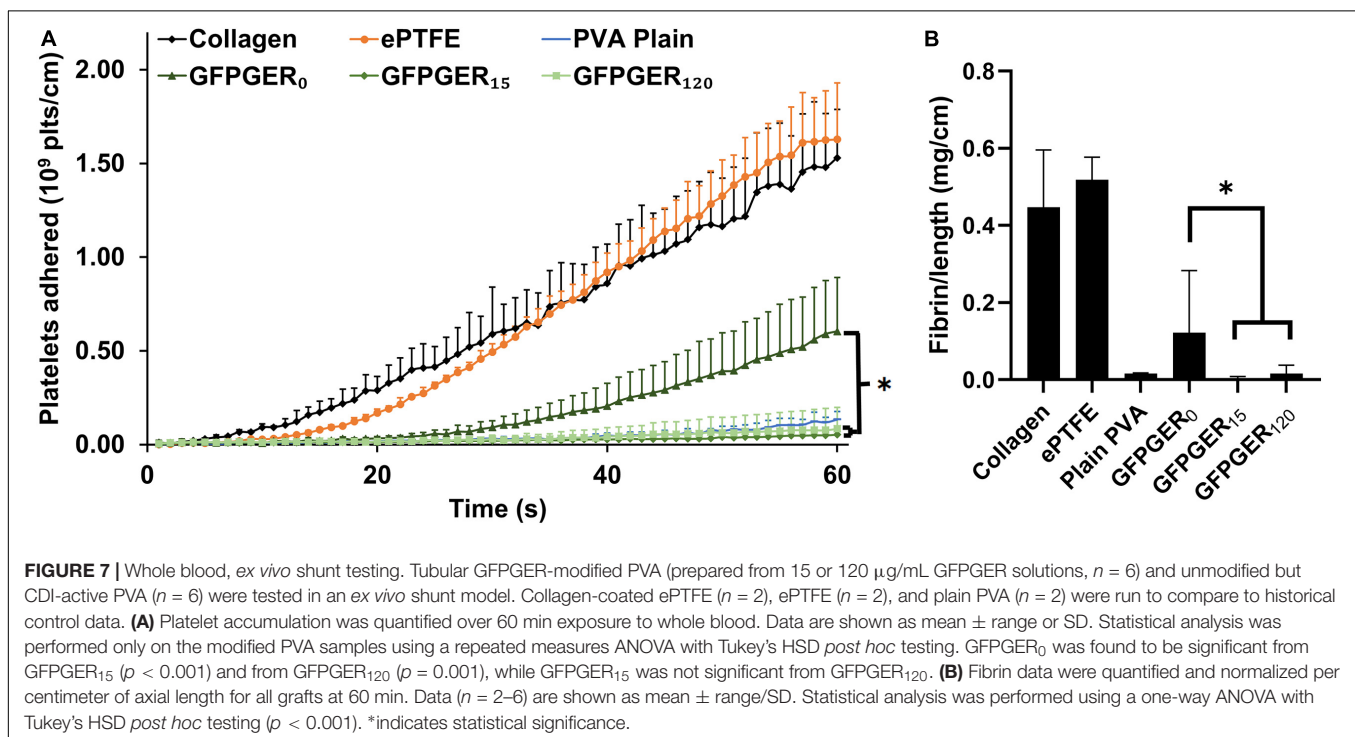 A
Collagen ePTFE PVA Plain
GFPGER₀ GFPGER₁₅ GFPGER₁₂₀
Platelets adhered (10⁹ plts/cm)
2.00
1.50
1.00
0.50
0.00
*
0 20 40 60
Time (s)
B
Fibrin/length (mg/cm)
0.8
0.6
0.4
0.2
0.0
*
Collagen
ePTFE
Plain PVA
GFPGER₀
GFPGER₁₅
GFPGER₁₂₀
FIGURE 7 | Whole blood, ex vivo shunt testing. Tubular GFPGER-modified PVA (prepared from 15 or 120 μg/mL GFPGER solutions, n = 6) and unmodified but
CDI-active PVA (n = 6) were tested in an ex vivo shunt model. Collagen-coated ePTFE (n = 2), ePTFE (n = 2), and plain PVA (n = 2) were run to compare to historical
control data. (A) Platelet accumulation was quantified over 60 min exposure to whole blood. Data are shown as mean ± range or SD. Statistical analysis was
performed only on the modified PVA samples using a repeated measures ANOVA with Tukey's HSD post hoc testing. GFPGER₀ was found to be significant from
GFPGER₁₅ (p < 0.001) and from GFPGER₁₂₀ (p = 0.001), while GFPGER₁₅ was not significant from GFPGER₁₂₀. (B) Fibrin data were quantified and normalized per
centimeter of axial length for all grafts at 60 min. Data (n = 2–6) are shown as mean ± range/SD. Statistical analysis was performed using a one-way ANOVA with
Tukey's HSD post hoc testing (p < 0.001). *indicates statistical significance.